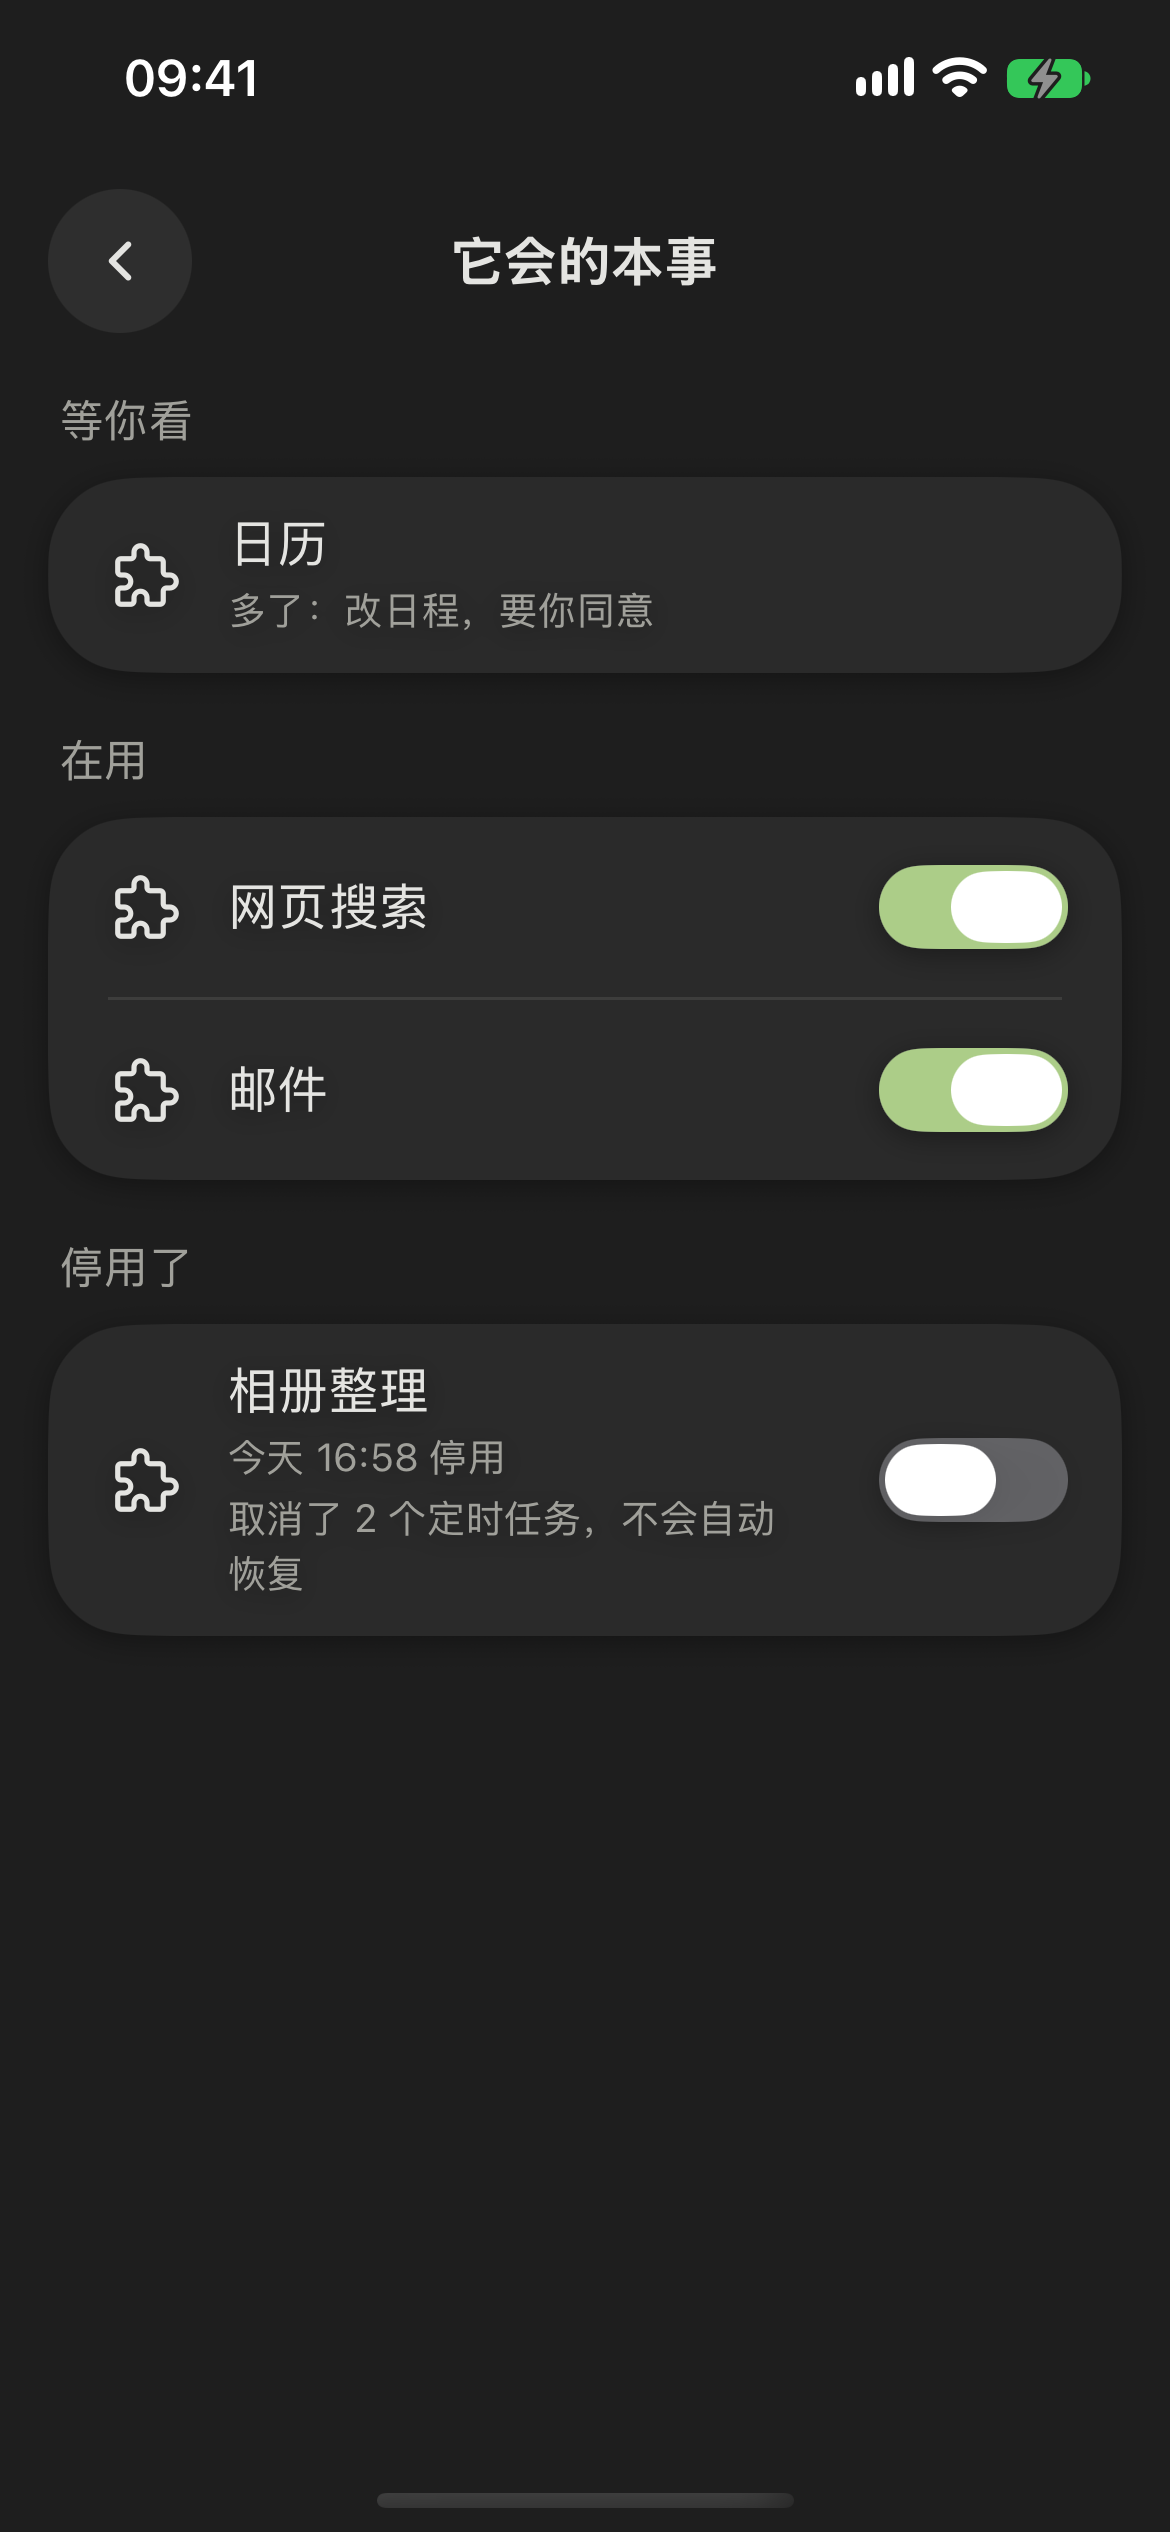 09:41
它会的本事
等你看
日历
多了：改日程，要你同意
在用
网页搜索
邮件
停用了
相册整理
今天 16:58 停用
取消了 2 个定时任务，不会自动
恢复